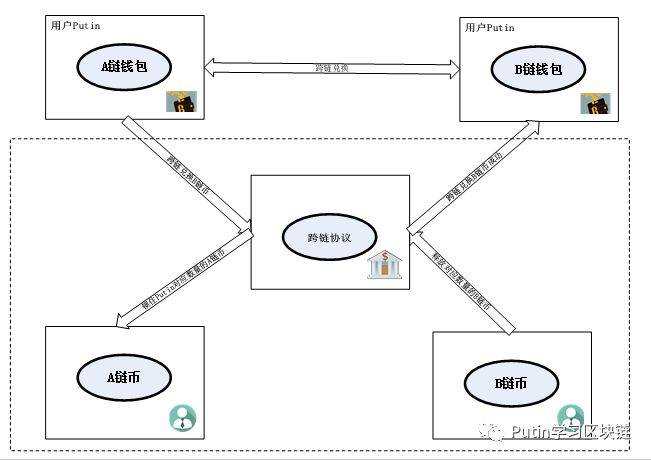 用户Putin
用户Putin
A链钱包
B链钱包
跨链兑换
跨链兑换B链币
跨链兑换B链币成功
跨链协议
锁住Putin对应数量的A链币
释放对应数量的B链币
A链币
B链币
Putin学习区块链